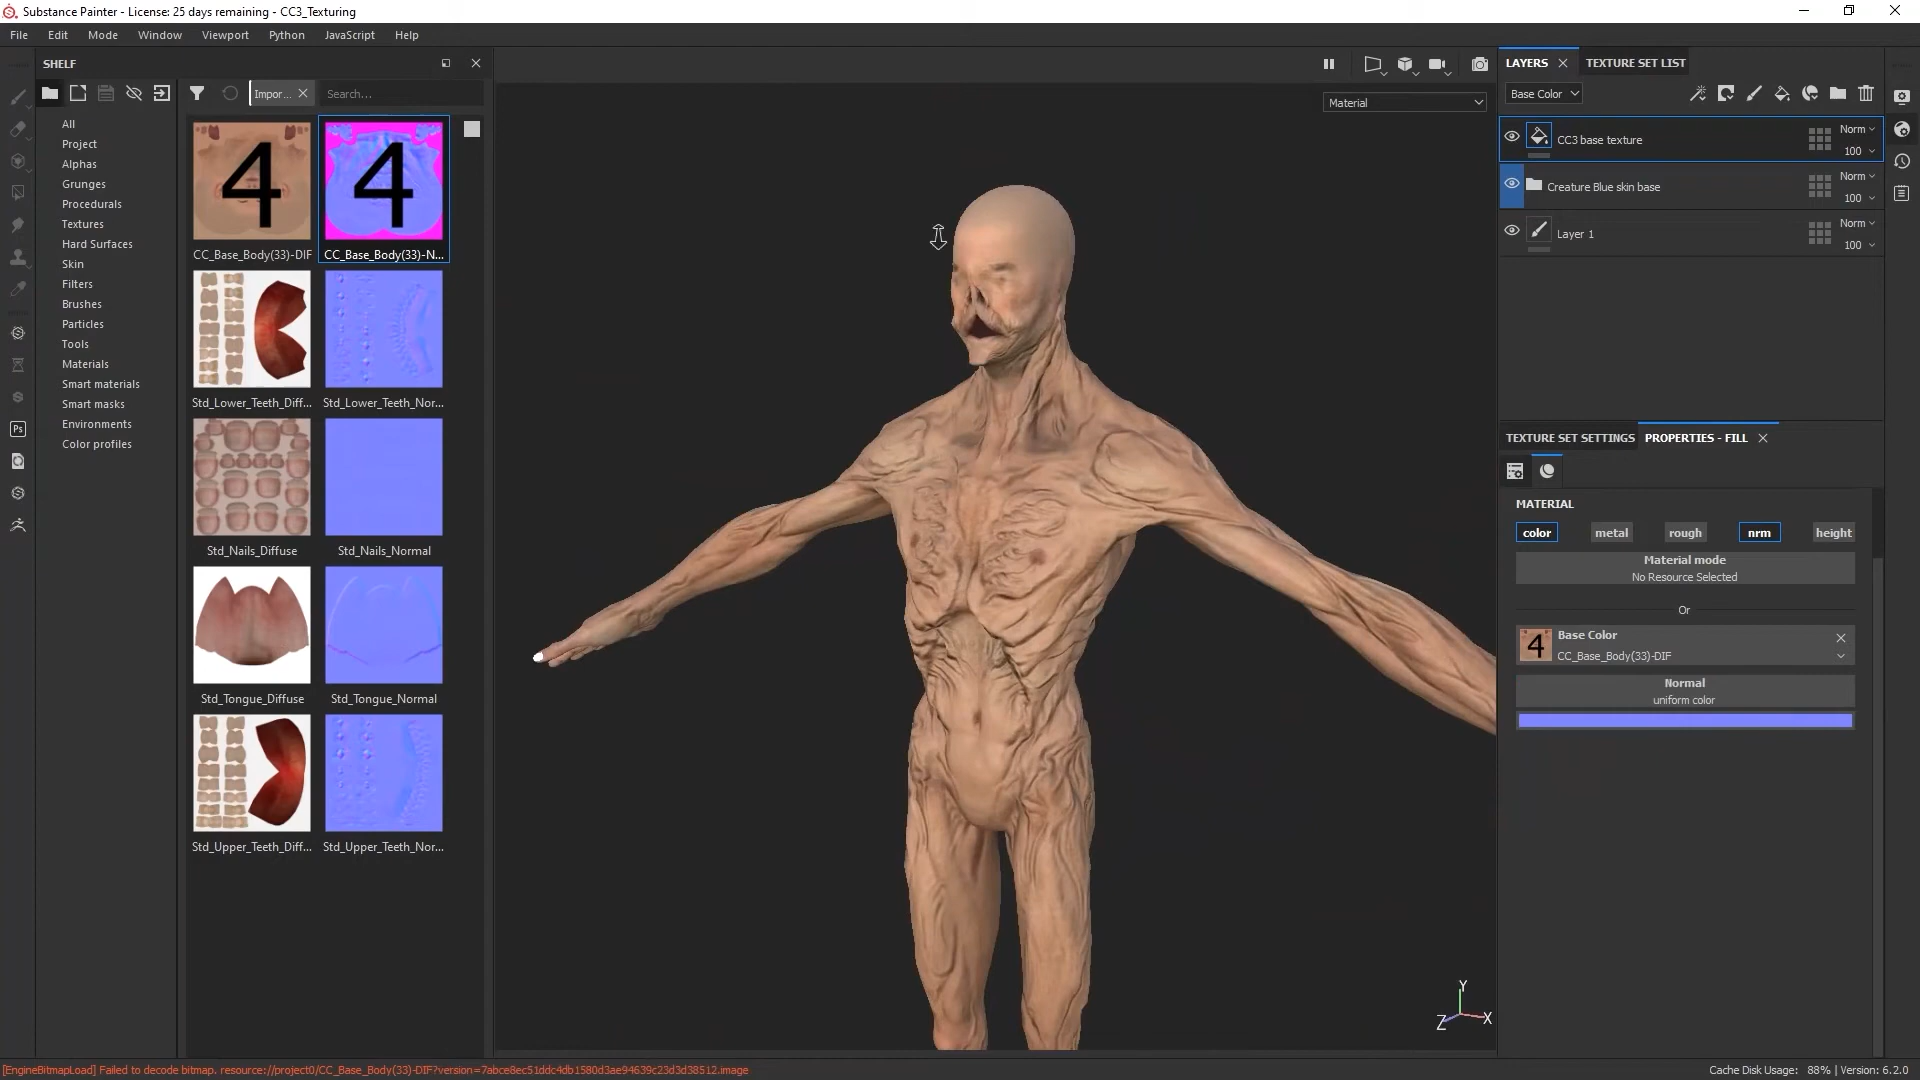 Substance Painter - License: 25 days remaining - CC3_Texturing
File Edit Mode Window Viewport Python JavaScript Help
SHELF
Impor... Search...
All
Project
Alphas
Grunges
Procedurals
Textures
Hard Surfaces
Skin
Filters
Brushes
Particles
Tools
Materials
Smart materials
Smart masks
Environments
Color profiles
Ps
4 4
CC_Base_Body(33)-DIF CC_Base_Body(33)-N...
Std_Lower_Teeth_Diff... Std_Lower_Teeth_Nor...
Std_Nails_Diffuse Std_Nails_Normal
Std_Tongue_Diffuse Std_Tongue_Normal
Std_Upper_Teeth_Diff... Std_Upper_Teeth_Nor...
Material
Y
Z X
LAYERS TEXTURE SET LIST
Base Color
CC3 base texture Norm 100
Creature Blue skin base Norm 100
Layer 1 Norm 100
TEXTURE SET SETTINGS PROPERTIES - FILL
MATERIAL
color metal rough nrm height
Material mode
No Resource Selected
Or
4 Base Color
CC_Base_Body(33)-DIF
Normal
uniform color
[EngineBitmapLoad] Failed to decode bitmap. resource://project0/CC_Base_Body(33)-DIF?version=7abce8ec51ddc4db1580d3ae94639c23d3d38512.image
Cache Disk Usage: 88% | Version: 6.2.0